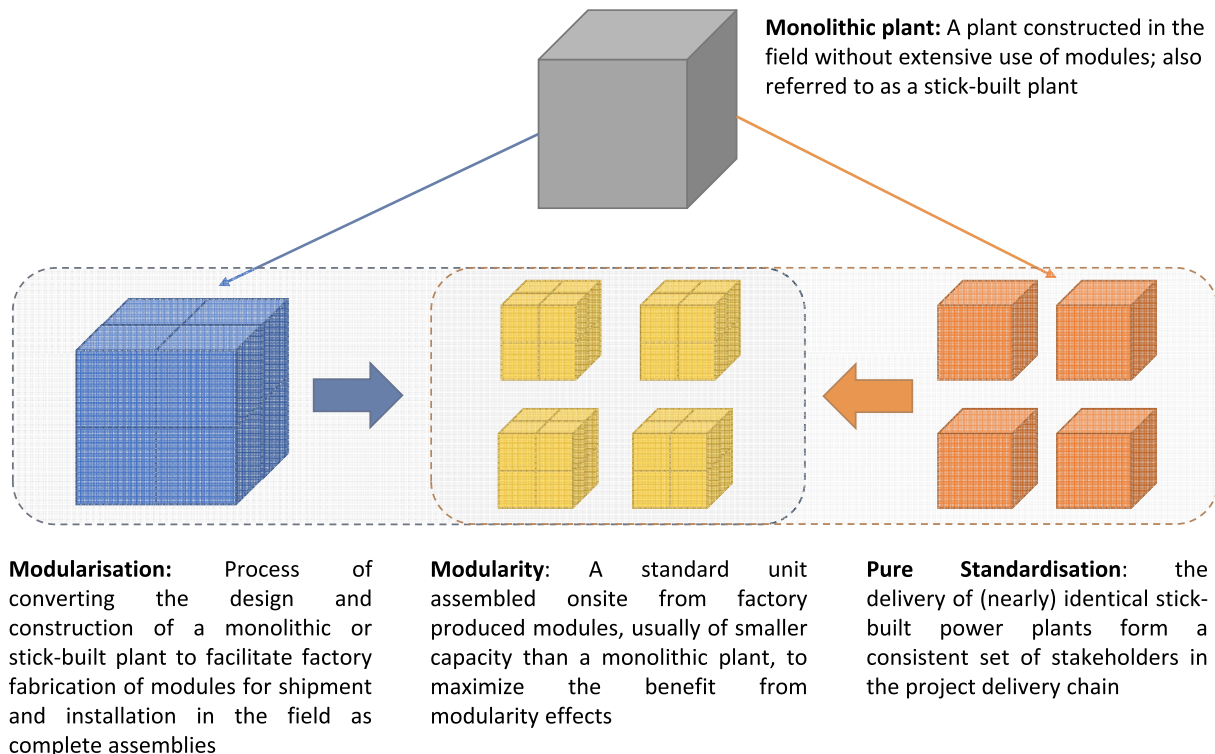 Monolithic plant: A plant constructed in the
field without extensive use of modules; also
referred to as a stick-built plant
Modularisation: Process of
converting the design and
construction of a monolithic or
stick-built plant to facilitate factory
fabrication of modules for shipment
and installation in the field as
complete assemblies
Modularity: A standard unit
assembled onsite from factory
produced modules, usually of smaller
capacity than a monolithic plant, to
maximize the benefit from
modularity effects
Pure Standardisation: the
delivery of (nearly) identical stick-
built power plants form a
consistent set of stakeholders in
the project delivery chain